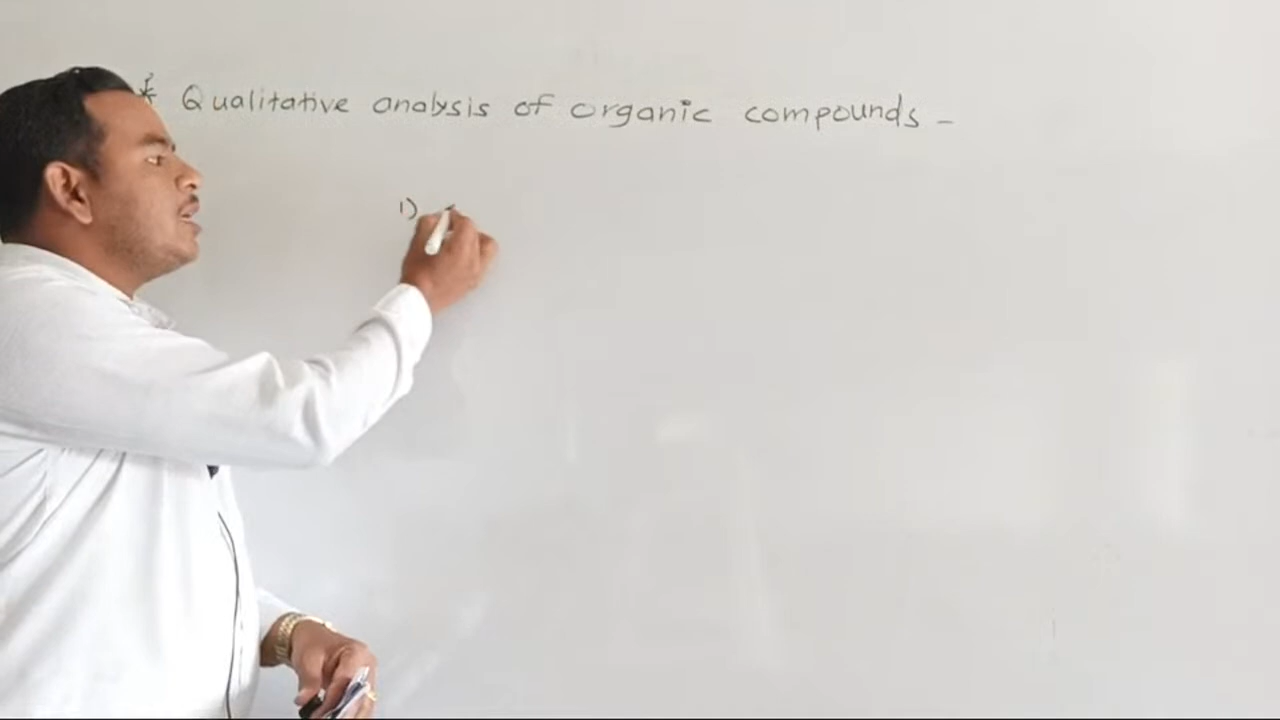 * Qualitative analysis of organic compounds -
1)